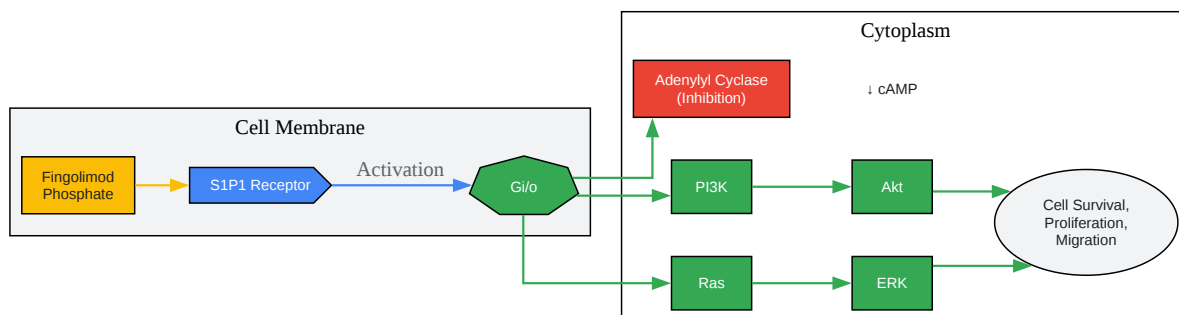 Cytoplasm
Adenylyl Cyclase
(Inhibition)
↓ cAMP
Cell Membrane
Fingolimod
Phosphate
S1P1 Receptor
Activation
Gi/o
PI3K
Akt
Cell Survival,
Proliferation,
Migration
Ras
ERK